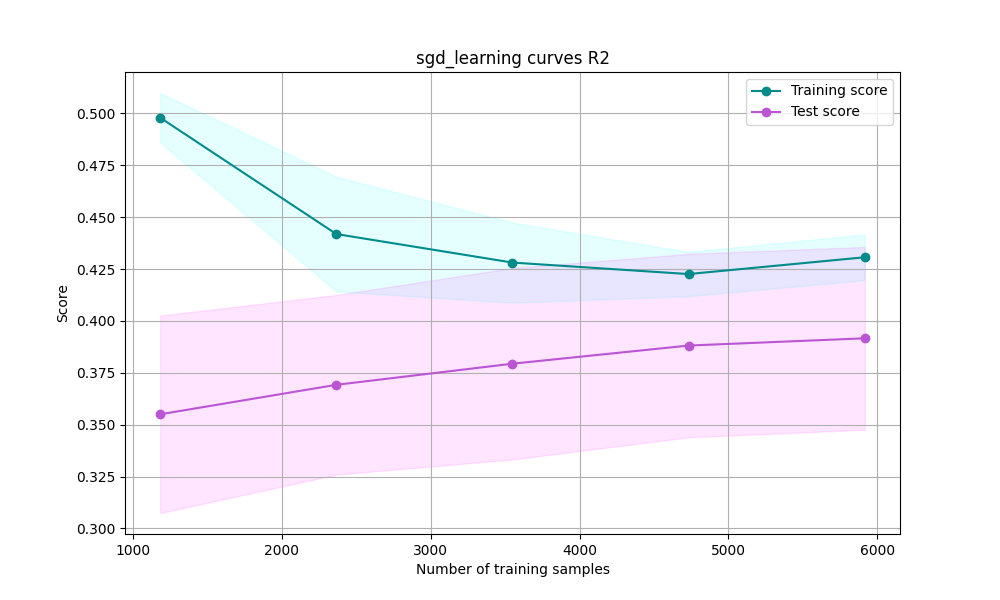 sgd_learning curves R2
Training score
Test score
0.500
0.475
0.450
0.425
0.400
0.375
0.350
0.325
0.300
Score
1000 2000 3000 4000 5000 6000
Number of training samples